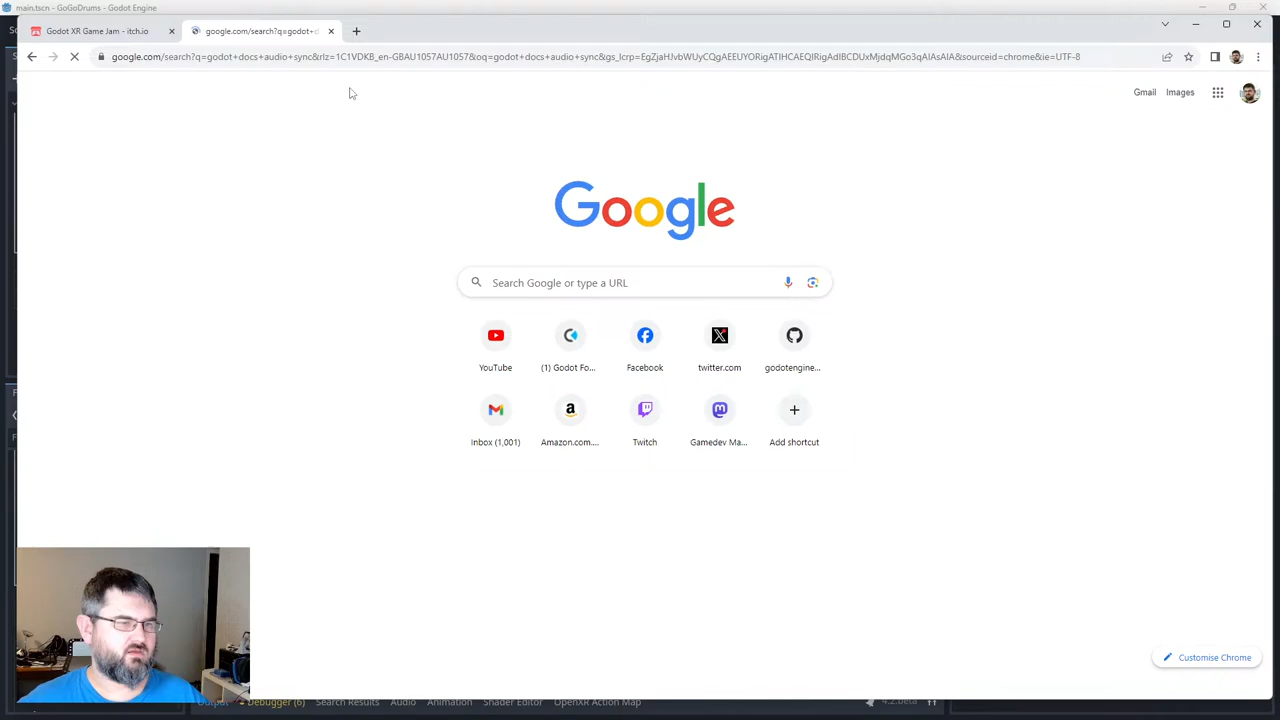 main.tscn - GoGoDrums - Godot Engine
Godot XR Game Jam - itch.io
google.com/search?q=godot+d
google.com/search?q=godot+docs+audio+sync&rlz=1C1VDKB_en-GBAU1057AU1057&oq=godot+docs+audio+sync&gs_lcrp=EgZjaHJvbWUyCQgAEEUYORigATIHCAEQIRigAdIBCDUxMjdqMGo3qAIAsAIA&sourceid=chrome&ie=UTF-8
Gmail
Images
Google
Search Google or type a URL
YouTube
(1) Godot Fo...
Facebook
twitter.com
godotengine...
Inbox (1,001)
Amazon.com....
Twitch
Gamedev Ma...
Add shortcut
Customise Chrome
Output
Debugger (6)
Search Results
Audio
Animation
Shader Editor
OpenXR Action Map
4.2.beta